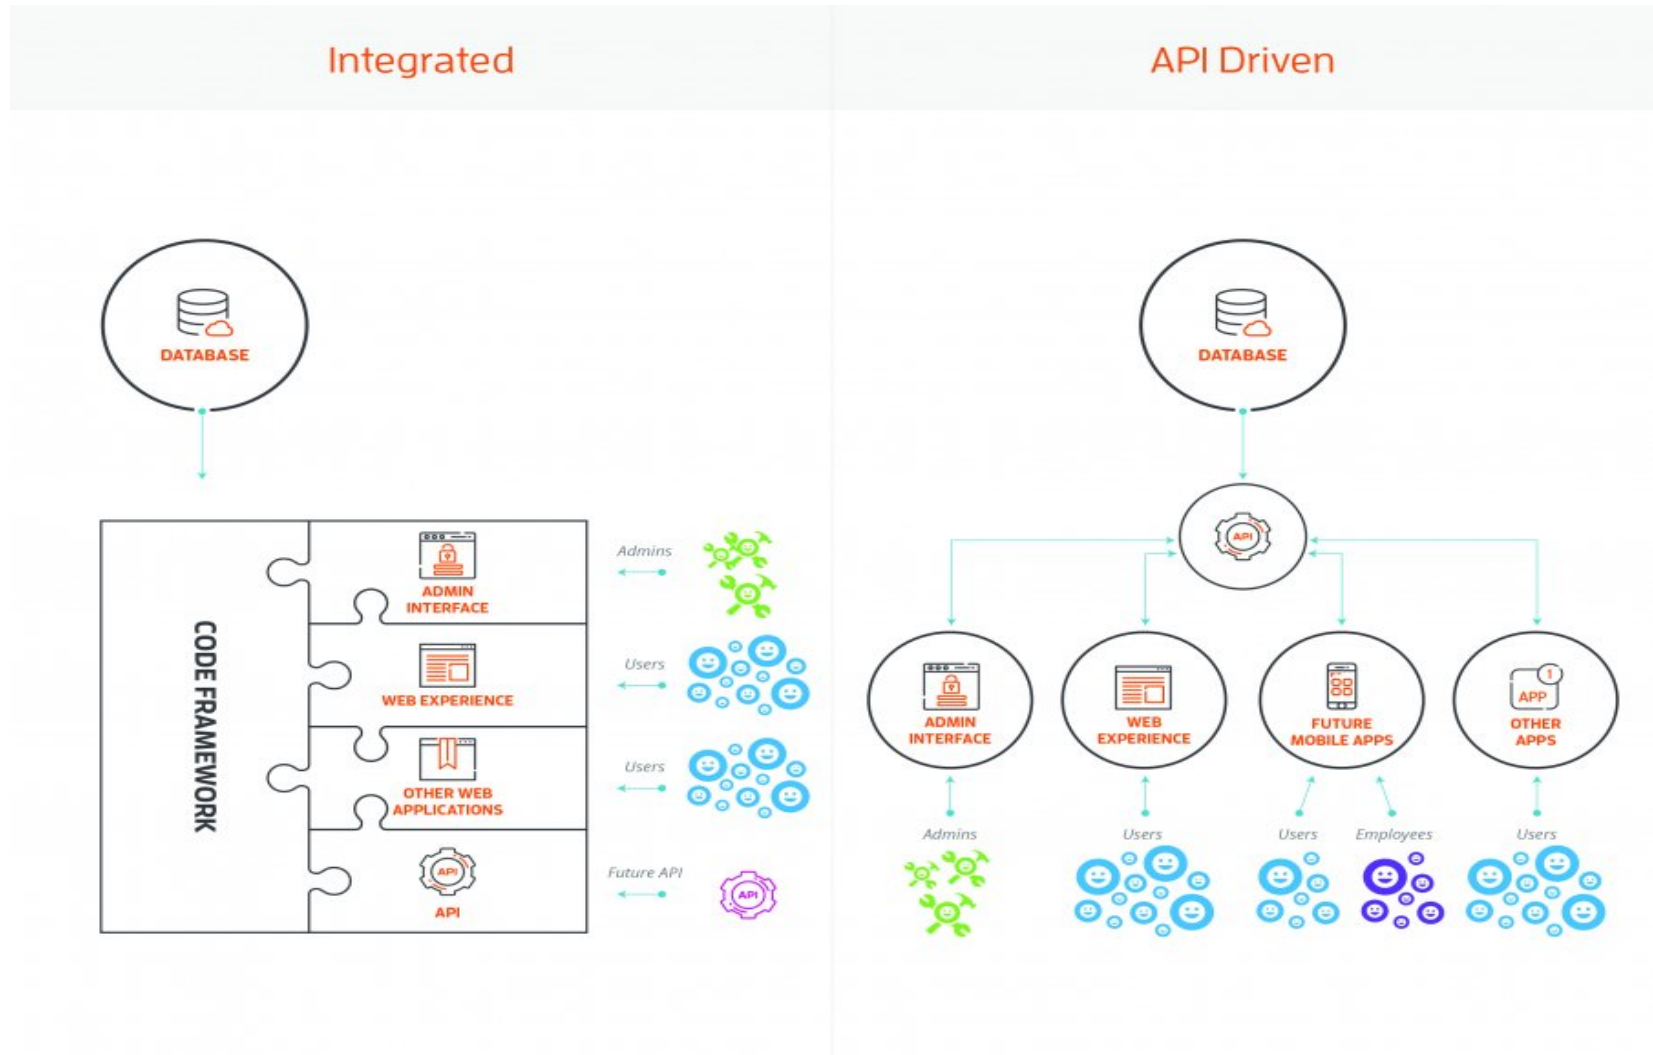 Integrated
DATABASE
CODE FRAMEWORK
ADMIN
INTERFACE
WEB EXPERIENCE
OTHER WEB
APPLICATIONS
API
API
Admins
Users
Users
Future API
API
API Driven
DATABASE
API
ADMIN
INTERFACE
WEB
EXPERIENCE
FUTURE
MOBILE APPS
1
APP
OTHER
APPS
Admins
Users
Users
Employees
Users